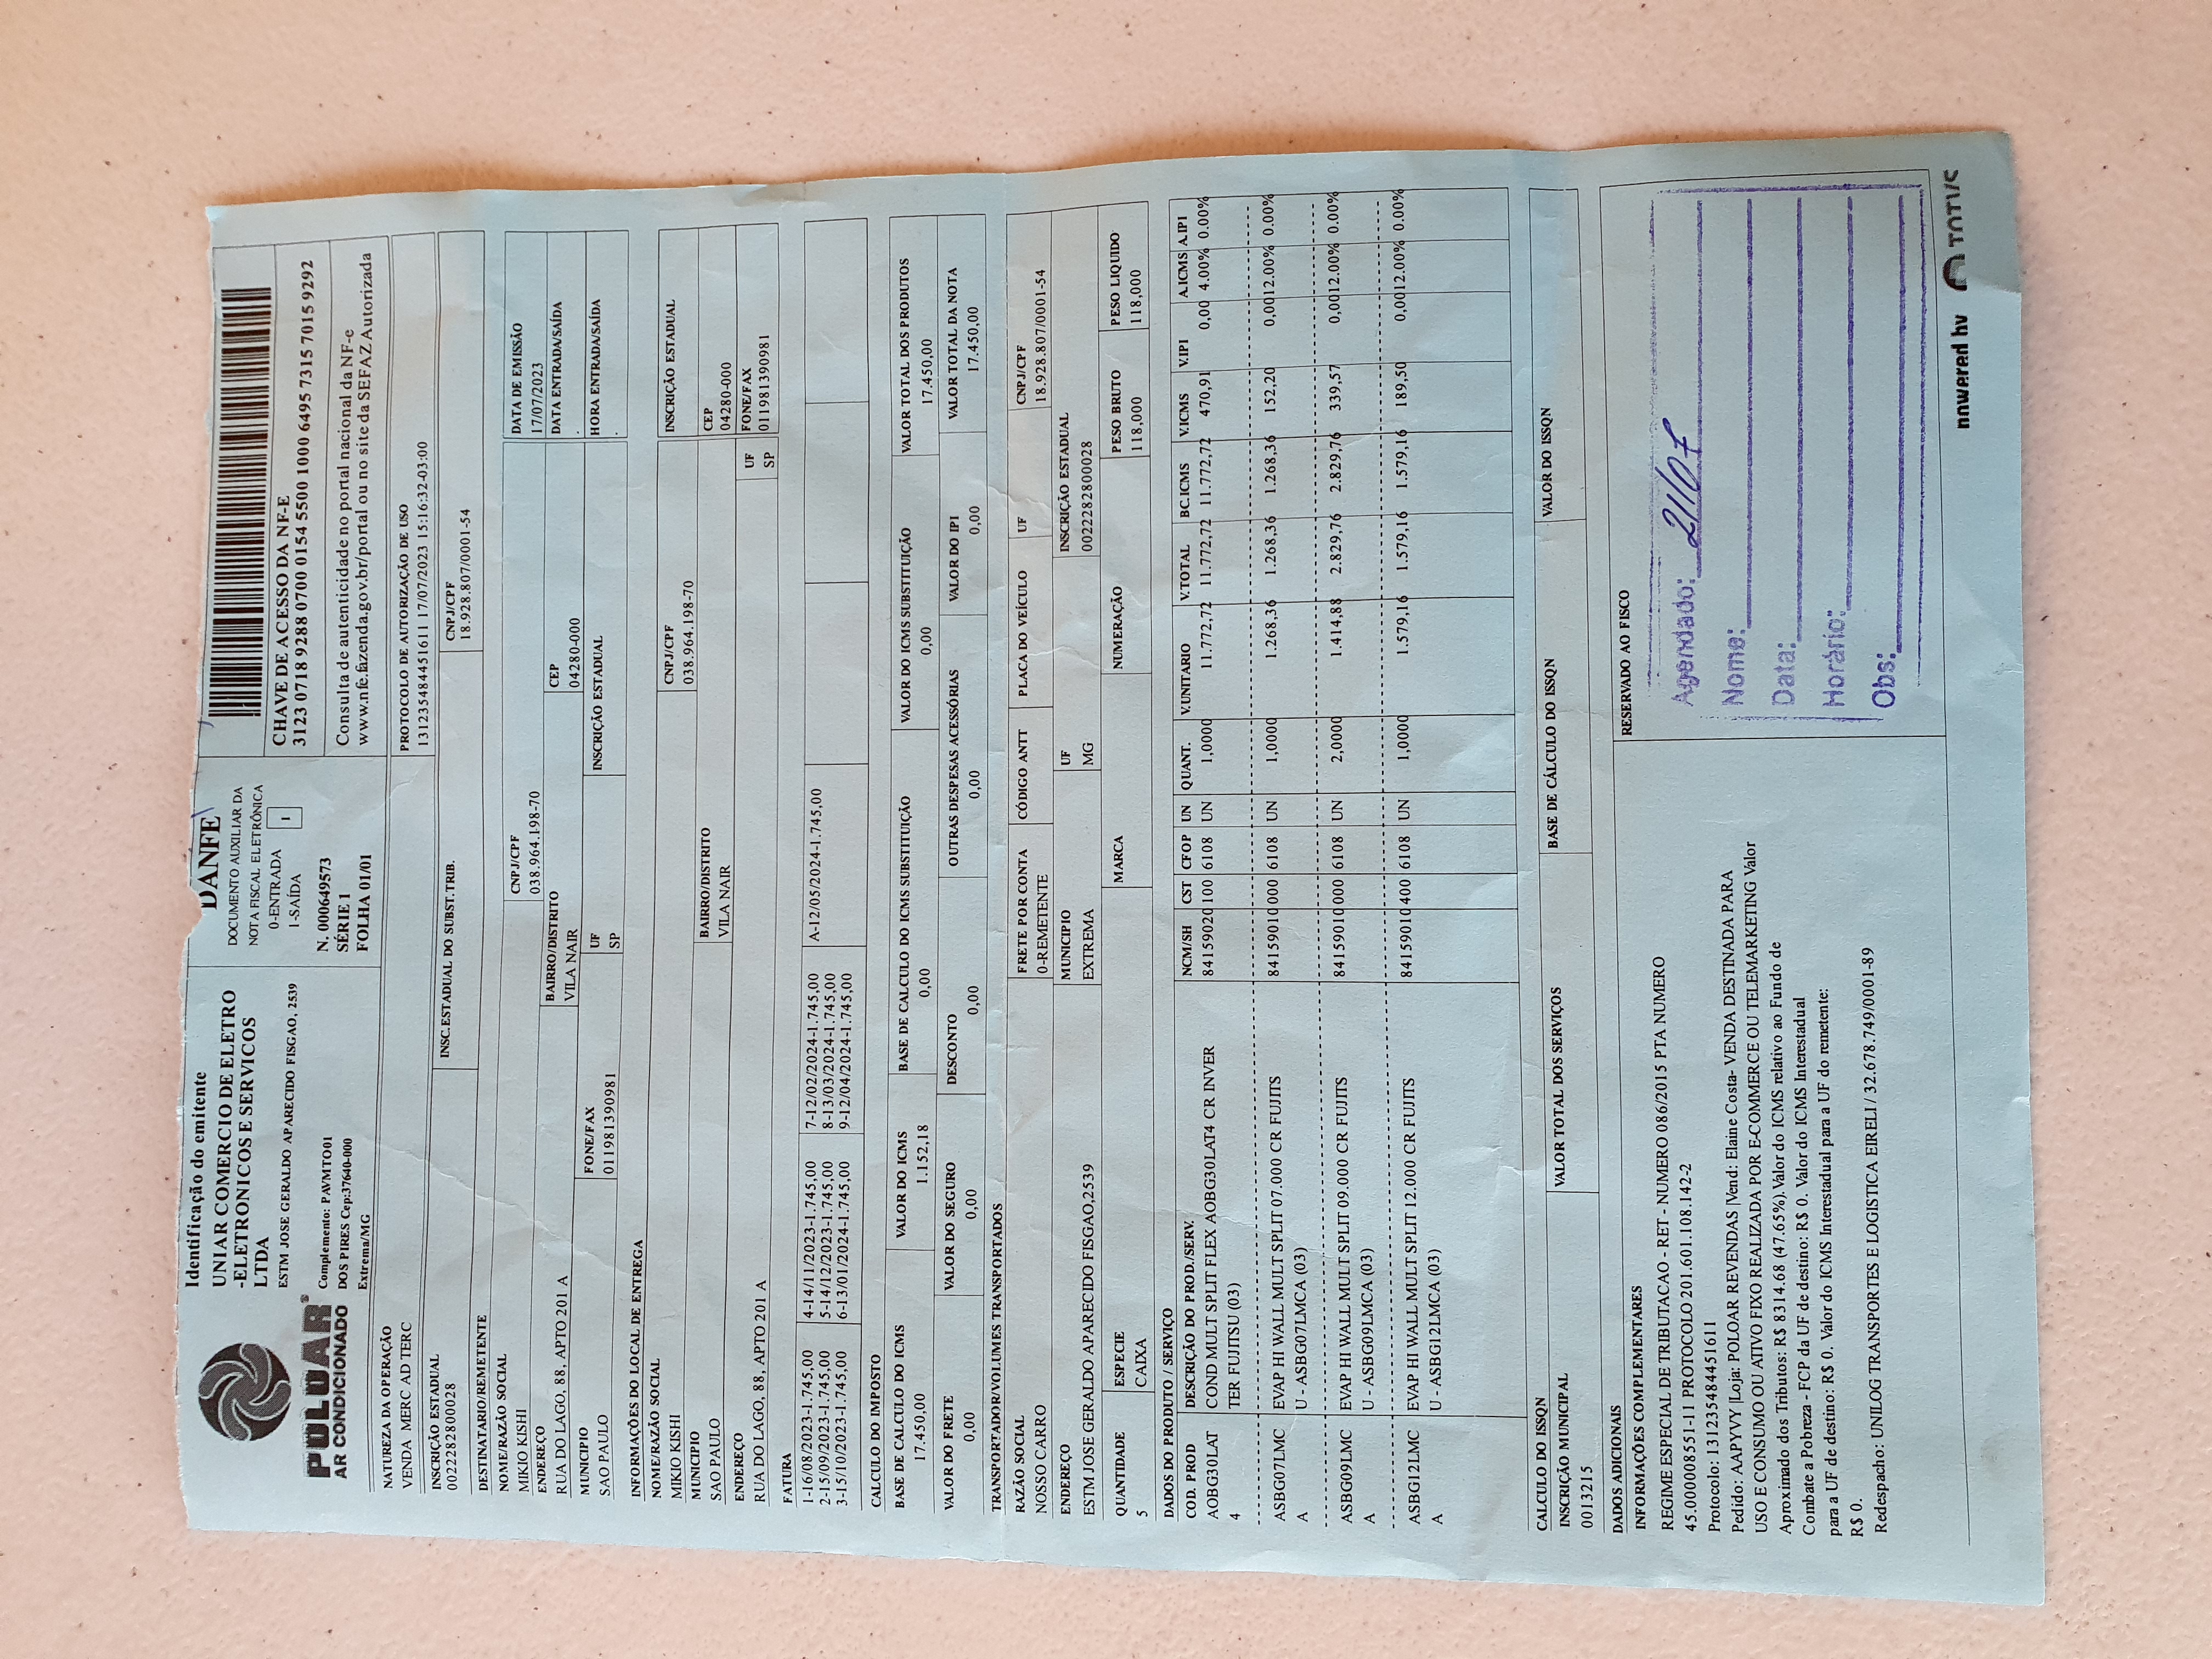 POLOAR
AR CONDICIONADO
Identificação do emitente
UNIAR COMERCIO DE ELETRO
-ELETRONICOS E SERVICOS
LTDA
ESTM JOSE GERALDO APARECIDO FISGAO, 2539
Complemento: PAVMTO01
DOS PIRES Cep:37640-000
Extrema/MG
DANFE
DOCUMENTO AUXILIAR DA
NOTA FISCAL ELETRÔNICA
0-ENTRADA
1-SAÍDA
1
N. 000649573
SÉRIE 1
FOLHA 01/01
CHAVE DE ACESSO DA NF-E
3123 0718 9288 0700 0154 5500 1000 6495 7315 7015 9292
Consulta de autenticidade no portal nacional da NF-e
www.nfe.fazenda.gov.br/portal ou no site da SEFAZ Autorizada
NATUREZA DA OPERAÇÃO
VENDA MERC AD TERC
PROTOCOLO DE AUTORIZAÇÃO DE USO
131235484451611 17/07/2023 15:16:32-03:00
INSCRIÇÃO ESTADUAL
0022282800028
INSC.ESTADUAL DO SUBST.TRIB.
CNPJ/CPF
18.928.807/0001-54
DESTINATARIO/REMETENTE
NOME/RAZÃO SOCIAL
MIKIO KISHI
CNPJ/CPF
038.964.198-70
DATA DE EMISSÃO
17/07/2023
ENDEREÇO
RUA DO LAGO, 88, APTO 201 A
BAIRRO/DISTRITO
VILA NAIR
CEP
04280-000
DATA ENTRADA/SAÍDA
.
MUNICIPIO
SAO PAULO
FONE/FAX
011981390981
UF
SP
INSCRIÇÃO ESTADUAL
HORA ENTRADA/SAÍDA
.
INFORMAÇÕES DO LOCAL DE ENTREGA
NOME/RAZÃO SOCIAL
MIKIO KISHI
CNPJ/CPF
038.964.198-70
INSCRIÇÃO ESTADUAL
MUNICIPIO
SAO PAULO
BAIRRO/DISTRITO
VILA NAIR
CEP
04280-000
ENDEREÇO
RUA DO LAGO, 88, APTO 201 A
UF
SP
FONE/FAX
011981390981
FATURA
1-16/08/2023-1.745,00 4-14/11/2023-1.745,00 7-12/02/2024-1.745,00 A-12/05/2024-1.745,00
2-15/09/2023-1.745,00 5-14/12/2023-1.745,00 8-13/03/2024-1.745,00
3-15/10/2023-1.745,00 6-13/01/2024-1.745,00 9-12/04/2024-1.745,00
CALCULO DO IMPOSTO
BASE DE CALCULO DO ICMS VALOR DO ICMS BASE DE CALCULO DO ICMS SUBSTITUIÇÃO VALOR DO ICMS SUBSTITUIÇÃO VALOR TOTAL DOS PRODUTOS
17.450,00 1.152,18 0,00 0,00 17.450,00
VALOR DO FRETE VALOR DO SEGURO DESCONTO OUTRAS DESPESAS ACESSÓRIAS VALOR DO IPI VALOR TOTAL DA NOTA
0,00 0,00 0,00 0,00 0,00 17.450,00
TRANSPORTADOR/VOLUMES TRANSPORTADOS
RAZÃO SOCIAL FRETE POR CONTA CÓDIGO ANTT PLACA DO VEÍCULO UF CNPJ/CPF
NOSSO CARRO 0-REMETENTE 18.928.807/0001-54
ENDEREÇO MUNICIPIO UF INSCRIÇÃO ESTADUAL
ESTM JOSE GERALDO APARECIDO FISGAO,2539 EXTREMA MG 0022282800028
QUANTIDADE ESPECIE MARCA NUMERAÇÃO PESO BRUTO PESO LIQUIDO
5 CAIXA 118,000 118,000
DADOS DO PRODUTO / SERVIÇO
COD. PROD DESCRIÇÃO DO PROD./SERV. NCM/SH CST CFOP UN QUANT. V.UNITARIO V.TOTAL BC.ICMS V.ICMS V.IPI A.ICMS A.IPI
AOBG30LAT COND MULT SPLIT FLEX AOBG30LAT4 CR INVER 84159020 100 6108 UN 1,0000 11.772,72 11.772,72 11.772,72 470,91 0,00 4.00% 0.00%
4 TER FUJITSU (03)
ASBG07LMC EVAP HI WALL MULT SPLIT 07.000 CR FUJITS 84159010 000 6108 UN 1,0000 1.268,36 1.268,36 1.268,36 152,20 0,00 12.00% 0.00%
A U - ASBG07LMCA (03)
ASBG09LMC EVAP HI WALL MULT SPLIT 09.000 CR FUJITS 84159010 000 6108 UN 2,0000 1.414,88 2.829,76 2.829,76 339,57 0,00 12.00% 0.00%
A U - ASBG09LMCA (03)
ASBG12LMC EVAP HI WALL MULT SPLIT 12.000 CR FUJITS 84159010 400 6108 UN 1,0000 1.579,16 1.579,16 1.579,16 189,50 0,00 12.00% 0.00%
A U - ASBG12LMCA (03)
CALCULO DO ISSQN
INSCRIÇÃO MUNICIPAL VALOR TOTAL DOS SERVIÇOS BASE DE CÁLCULO DO ISSQN VALOR DO ISSQN
0013215
DADOS ADICIONAIS
INFORMAÇÕES COMPLEMENTARES
REGIME ESPECIAL DE TRIBUTACAO - RET - NUMERO 086/2015 PTA NUMERO
45.000008551-11 PROTOCOLO 201.601.108.142-2
Protocolo: 131235484451611
Pedido: AAPYVY |Loja: POLOAR REVENDAS |Vend: Elaine Costa- VENDA DESTINADA PARA
USO E CONSUMO OU ATIVO FIXO REALIZADA POR E-COMMERCE OU TELEMARKETING Valor
Aproximado dos Tributos: R$ 8314.68 (47.65%).Valor do ICMS relativo ao Fundo de
Combate a Pobreza - FCP da UF de destino: R$ 0. Valor do ICMS Interestadual
para a UF de destino: R$ 0. Valor do ICMS Interestadual para a UF do remetente:
R$ 0.
Redespacho: UNILOG TRANSPORTES E LOGISTICA EIRELI / 32.678.749/0001-89
RESERVADO AO FISCO
Agendado: 21/07
Nome:
Data:
Horário:
Obs:
powered by TOTVS